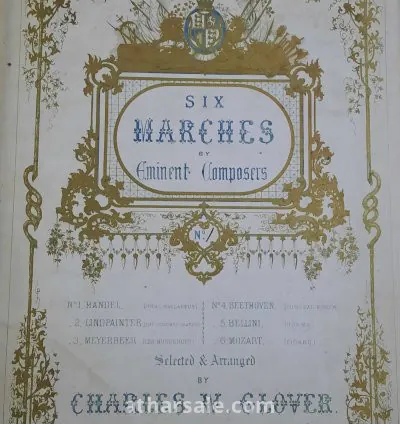 SIX
MARCHES
BY
Eminent Composers
No 1
No 1, HANDEL,
No 4, BEETHOVEN,
2, LINDPAINTER,
5, BELLINI,
3, MEYERBEER,
6, MOZART,
Selected & Arranged
BY
CHARLES W. GLOVER.
atharsale.com